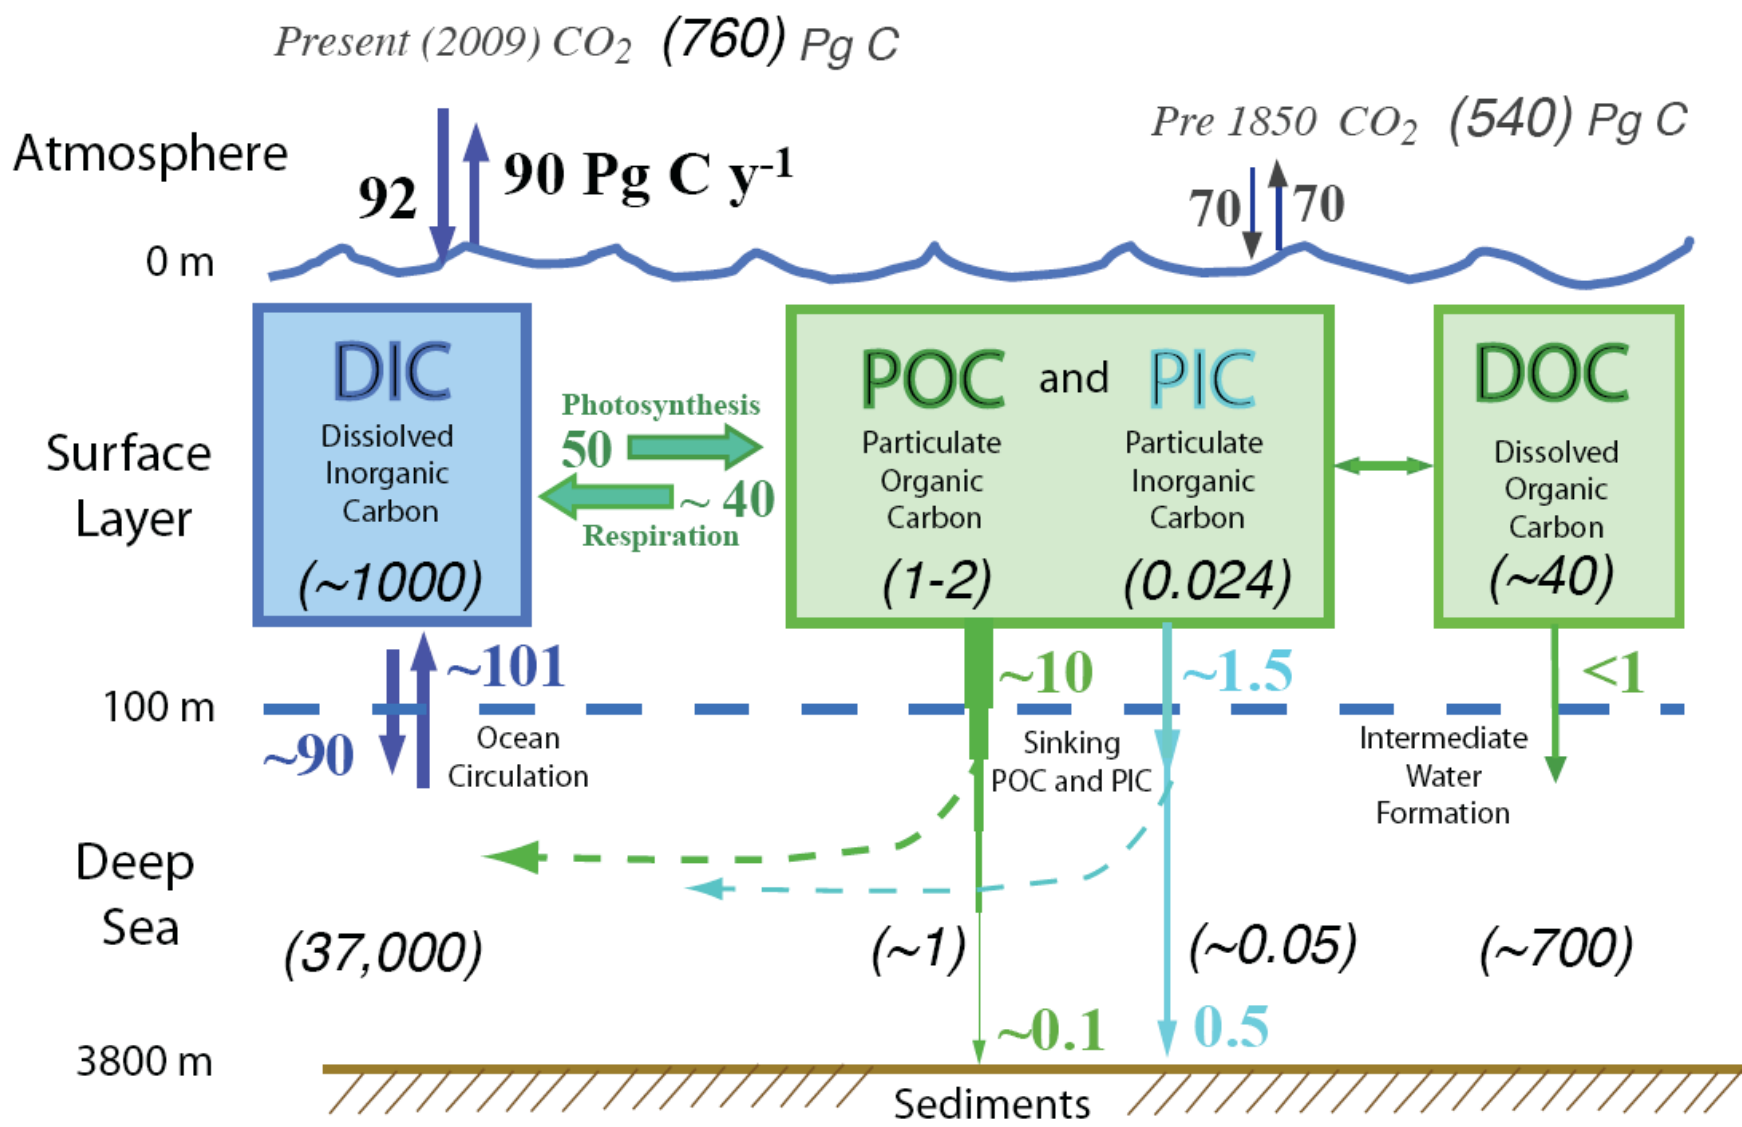 Present (2009) CO2 (760) Pg C
Pre 1850 CO2 (540) Pg C
Atmosphere
92
90 Pg C y-1
70
70
0 m
Surface
Layer
DIC
Dissiolved
Inorganic
Carbon
(~1000)
Photosynthesis
50
~ 40
Respiration
POC and PIC
Particulate
Organic
Carbon
(1-2)
Particulate
Inorganic
Carbon
(0.024)
DOC
Dissolved
Organic
Carbon
(~40)
~101
~10
~1.5
<1
100 m
~90
Ocean
Circulation
Sinking
POC and PIC
Intermediate
Water
Formation
Deep
Sea
(37,000)
(~1)
(~0.05)
(~700)
~0.1
0.5
3800 m
Sediments